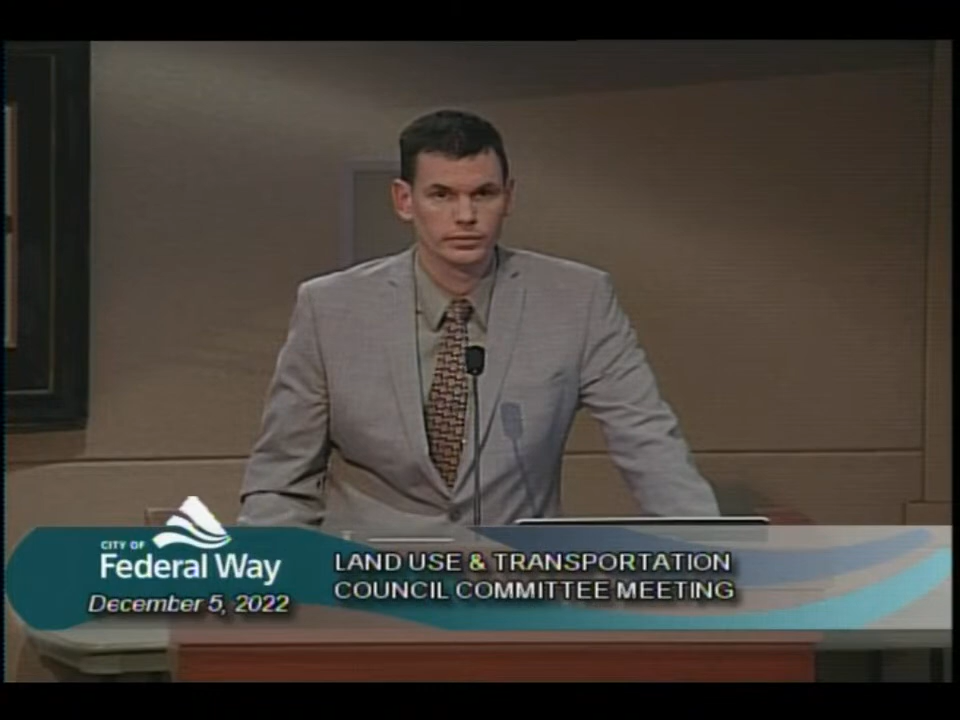 CITY OF
Federal Way
December 5, 2022
LAND USE & TRANSPORTATION
COUNCIL COMMITTEE MEETING